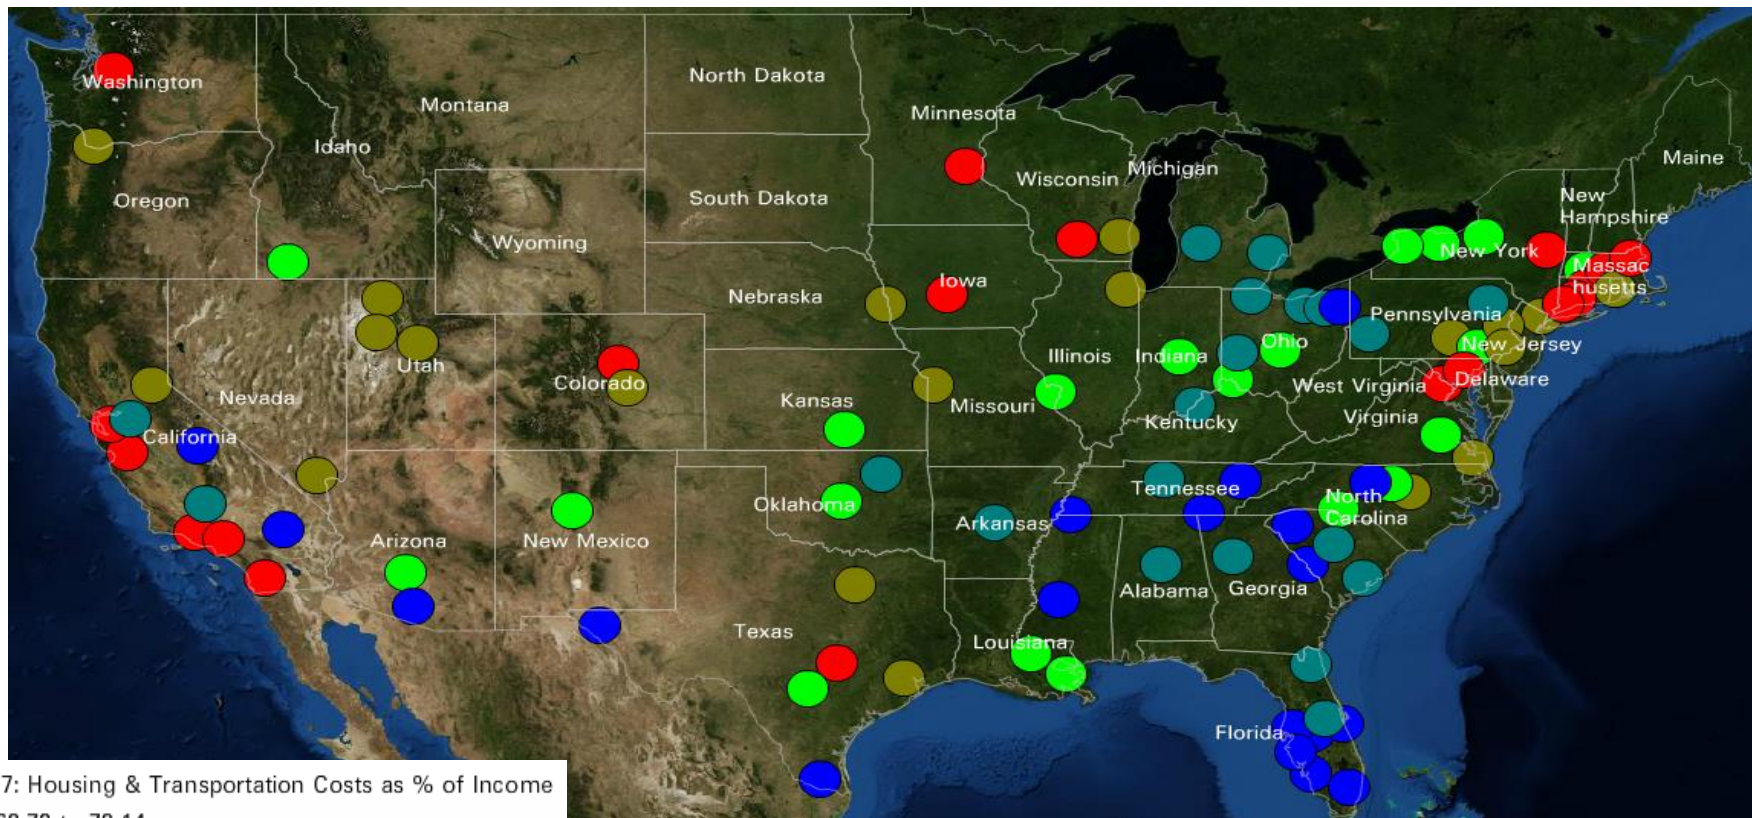 Washington
North Dakota
Montana
Minnesota
Idaho
Maine
Michigan
Wisconsin
South Dakota
Oregon
New
Hampshire
Wyoming
New York
Massac
husetts
Iowa
Nebraska
Pennsylvania
Ohio
New Jersey
Illinois
Indiana
Utah
Colorado
Delaware
West Virginia
Nevada
Kansas
Missouri
Virginia
Kentucky
California
Tennessee
North
Carolina
Oklahoma
Arkansas
Arizona
New Mexico
Alabama
Georgia
Texas
Louisiana
Florida
7: Housing & Transportation Costs as % of Income